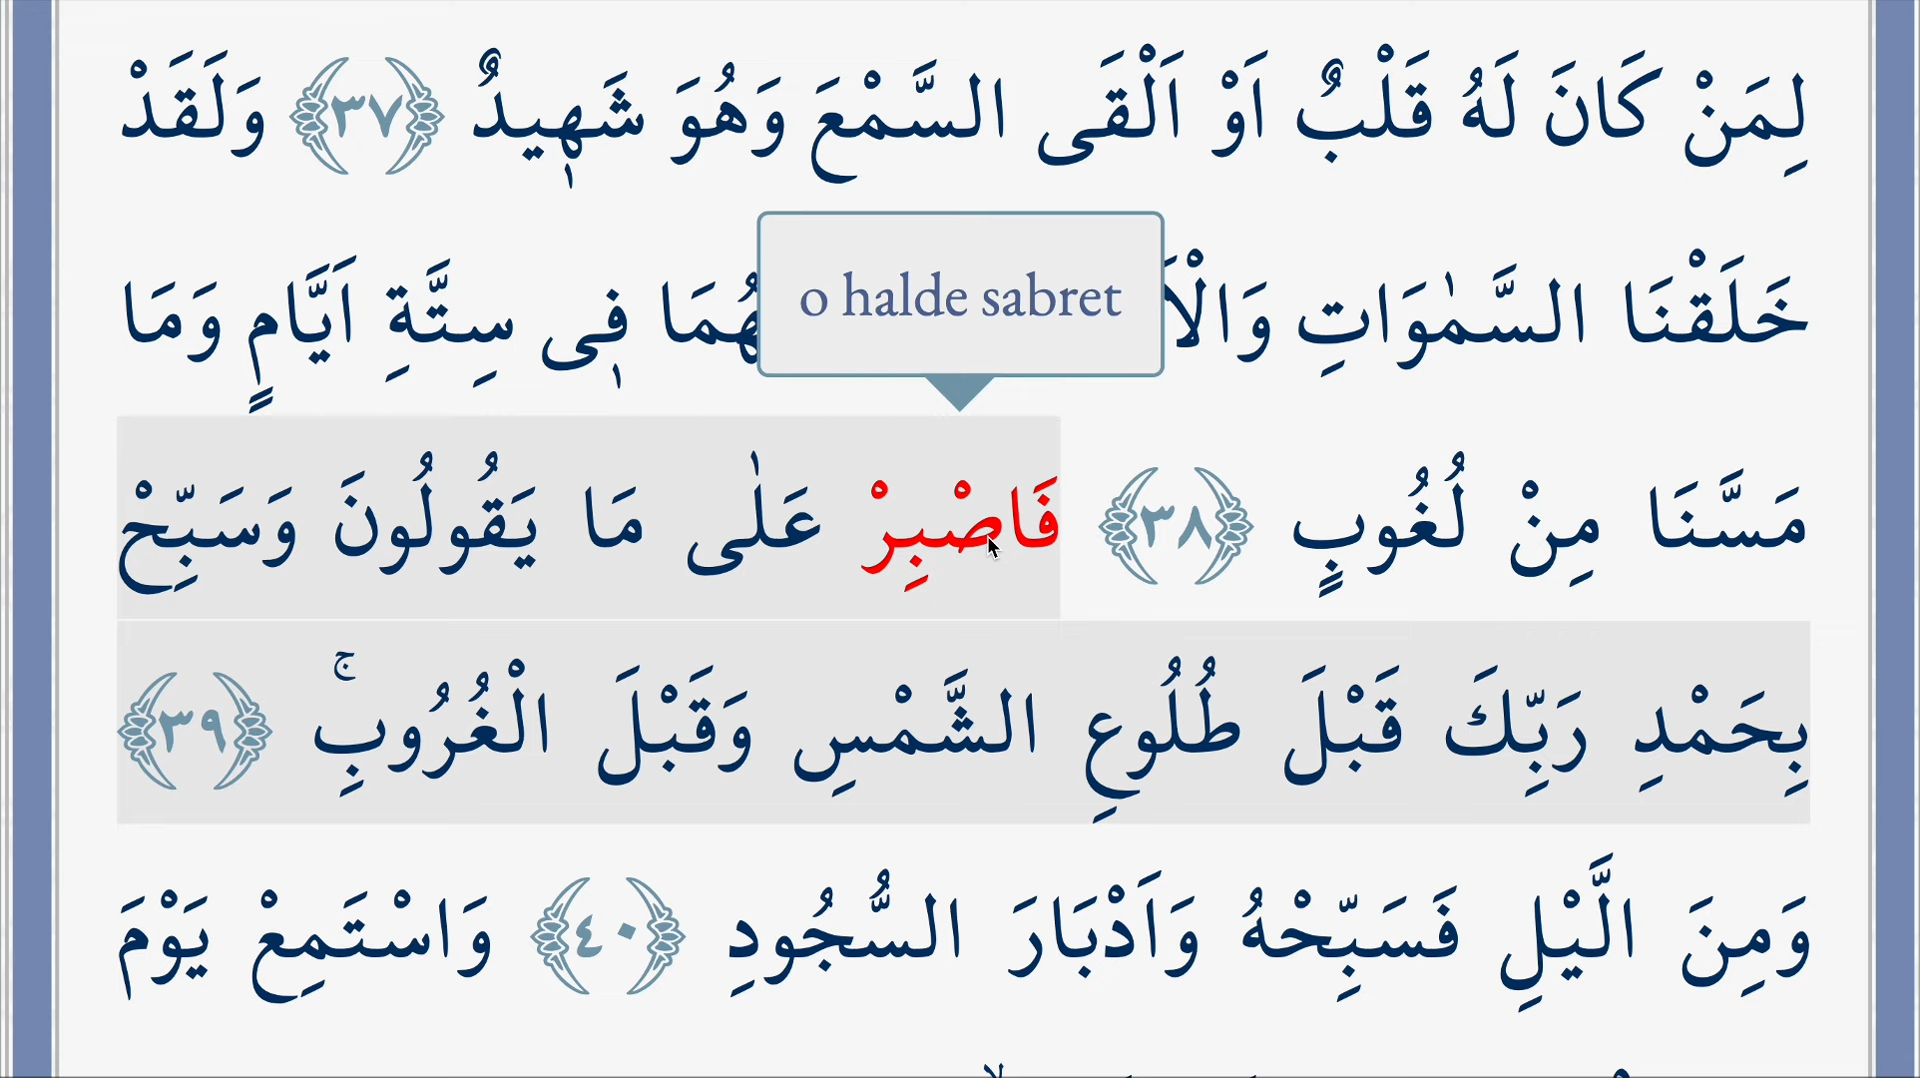 لِمَنْ كَانَ لَهُ قَلْبٌ اَوْ اَلْقَى السَّمْعَ وَهُوَ شَهٖيدٌ ﴿٣٧﴾ وَلَقَدْ
خَلَقْنَا السَّمٰوَاتِ هُمَا فٖى سِتَّةِ اَيَّامٍ وَمَا
o halde sabret
مَسَّنَا مِنْ لُغُوبٍ ﴿٣٨﴾ فَاصْبِرْ عَلٰى مَا يَقُولُونَ وَسَبِّحْ
بِحَمْدِ رَبِّكَ قَبْلَ طُلُوعِ الشَّمْسِ وَقَبْلَ الْغُرُوبِۚ ﴿٣٩﴾
وَمِنَ الَّيْلِ فَسَبِّحْهُ وَاَدْبَارَ السُّجُودِ ﴿٤٠﴾ وَاسْتَمِعْ يَوْمَ